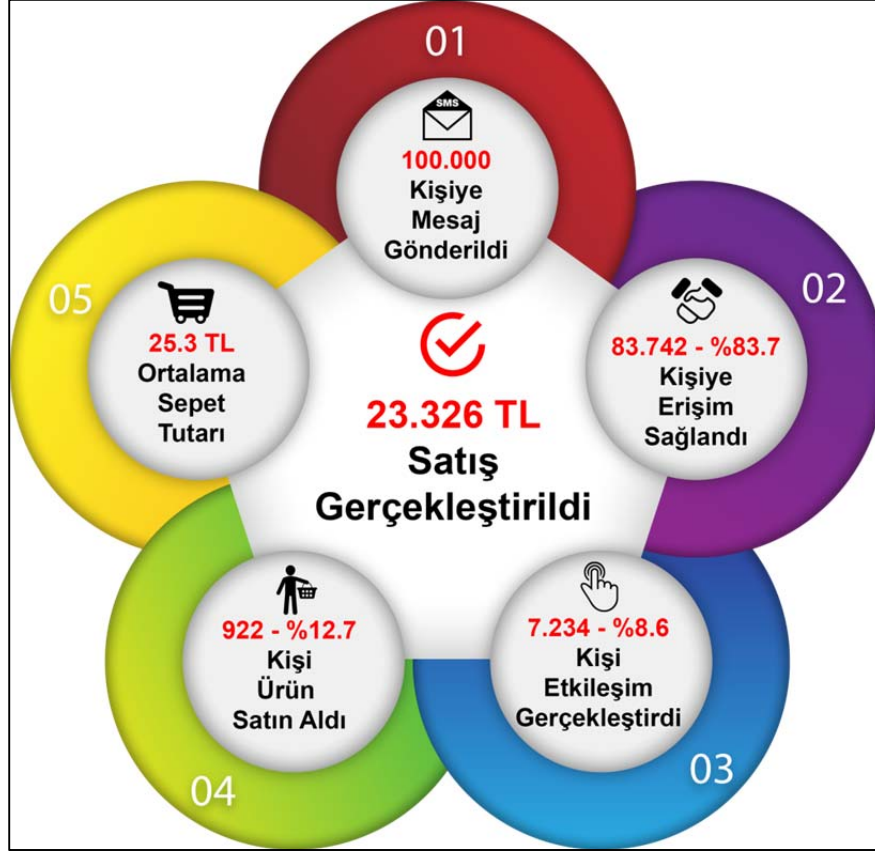 01
SMS
100.000
Kişiye
Mesaj
Gönderildi
02
83.742 - %83.7
Kişiye
Erişim
Sağlandı
03
7.234 - %8.6
Kişi
Etkileşim
Gerçekleştirdi
04
922 - %12.7
Kişi
Ürün
Satın Aldı
05
25.3 TL
Ortalama
Sepet
Tutarı
23.326 TL
Satış
Gerçekleştirildi